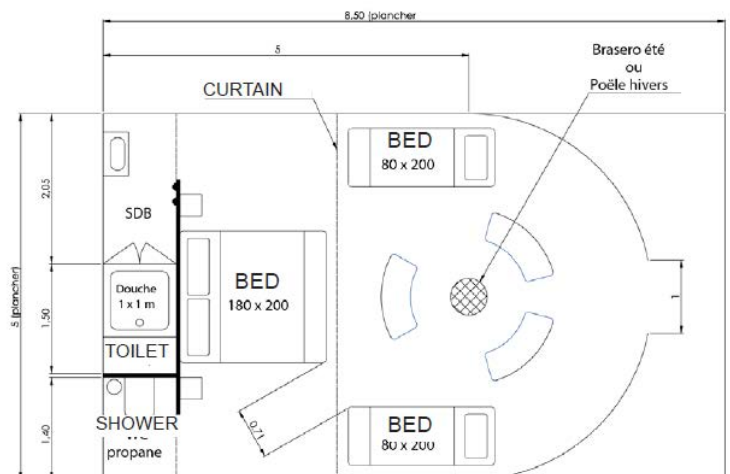 8,50 (plancher
5
Brasero été
ou
Poêle hivers
CURTAIN
BED
80 x 200
2,05
SDB
5 (plancher)
BED
180 x 200
Douche
1 x 1 m
1,50
1
TOILET
SHOWER
propane
1,40
0,71
BED
80 x 200